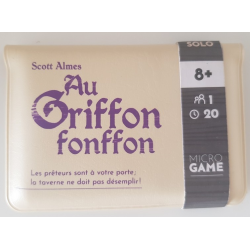 Scott Almes
Au
Griffon
fonffon
Les prêteurs sont à votre porte ;
la taverne ne doit pas désemplir !
SOLO
8+
1
20
MICRO
GAME